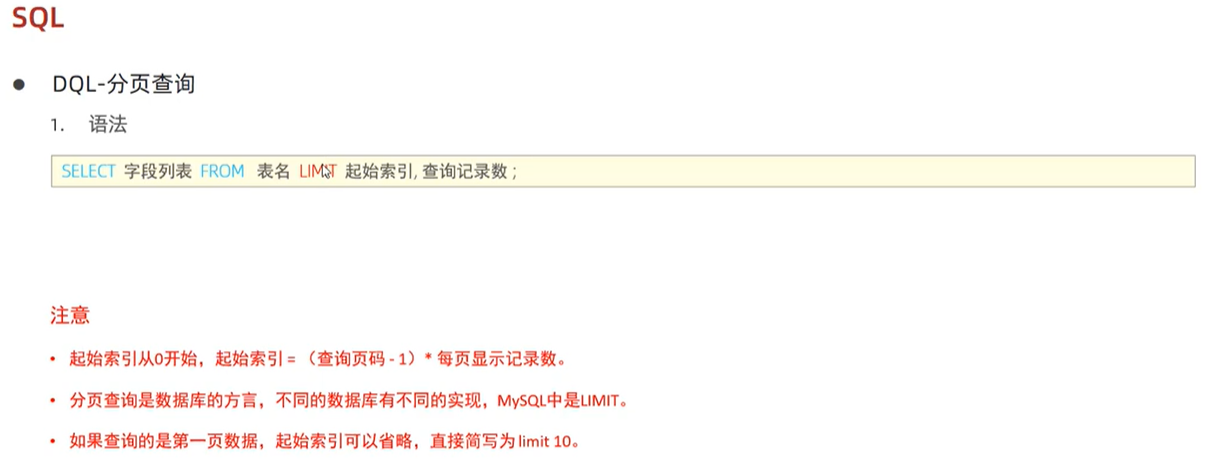 SQL
DQL-分页查询
1. 语法
SELECT 字段列表 FROM 表名 LIMIT 起始索引, 查询记录数 ;
注意
• 起始索引从0开始，起始索引 = （查询页码 - 1）* 每页显示记录数。
• 分页查询是数据库的方言，不同的数据库有不同的实现，MySQL中是LIMIT。
• 如果查询的是第一页数据，起始索引可以省略，直接简写为 limit 10。